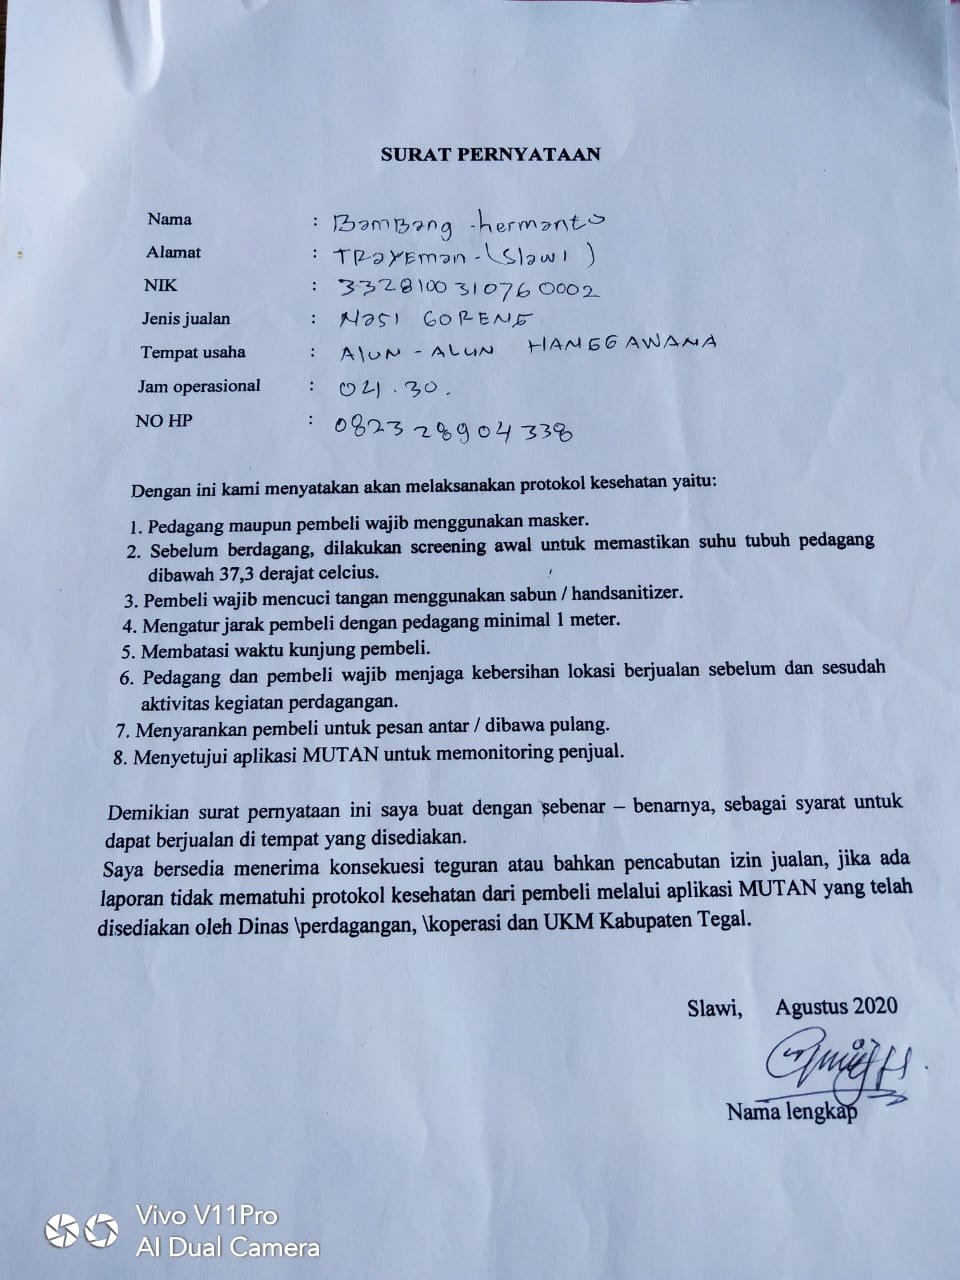 SURAT PERNYATAAN
Nama : BamBang hermanto
Alamat : TRaYEman - (Slawi)
NIK : 3328100310760002
Jenis jualan : NaSi GORENG
Tempat usaha : AlUN - ALUN HANGGAWANA
Jam operasional : 04.30.
NO HP : 082328904338
Dengan ini kami menyatakan akan melaksanakan protokol kesehatan yaitu:
1. Pedagang maupun pembeli wajib menggunakan masker.
2. Sebelum berdagang, dilakukan screening awal untuk memastikan suhu tubuh pedagang
dibawah 37,3 derajat celcius.
3. Pembeli wajib mencuci tangan menggunakan sabun / handsanitizer.
4. Mengatur jarak pembeli dengan pedagang minimal 1 meter.
5. Membatasi waktu kunjung pembeli.
6. Pedagang dan pembeli wajib menjaga kebersihan lokasi berjualan sebelum dan sesudah
aktivitas kegiatan perdagangan.
7. Menyarankan pembeli untuk pesan antar / dibawa pulang.
8. Menyetujui aplikasi MUTAN untuk memonitoring penjual.
Demikian surat pernyataan ini saya buat dengan sebenar – benarnya, sebagai syarat untuk
dapat berjualan di tempat yang disediakan.
Saya bersedia menerima konsekuesi teguran atau bahkan pencabutan izin jualan, jika ada
laporan tidak mematuhi protokol kesehatan dari pembeli melalui aplikasi MUTAN yang telah
disediakan oleh Dinas \perdagangan, \koperasi dan UKM Kabupaten Tegal.
Slawi, Agustus 2020
Nama lengkap
Vivo V11Pro
AI Dual Camera